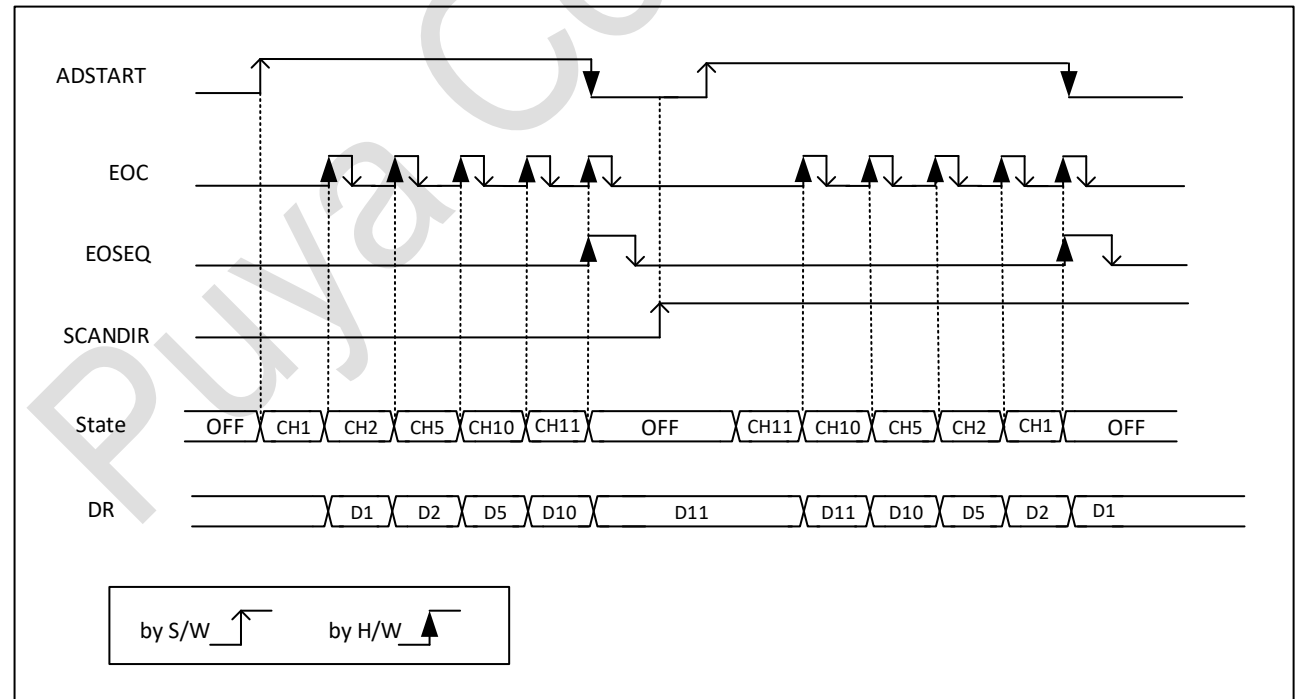 ADSTART
EOC
EOSEQ
SCANDIR
State OFF CH1 CH2 CH5 CH10 CH11 OFF CH11 CH10 CH5 CH2 CH1 OFF
DR D1 D2 D5 D10 D11 D11 D10 D5 D2 D1
by S/W by H/W
Puya